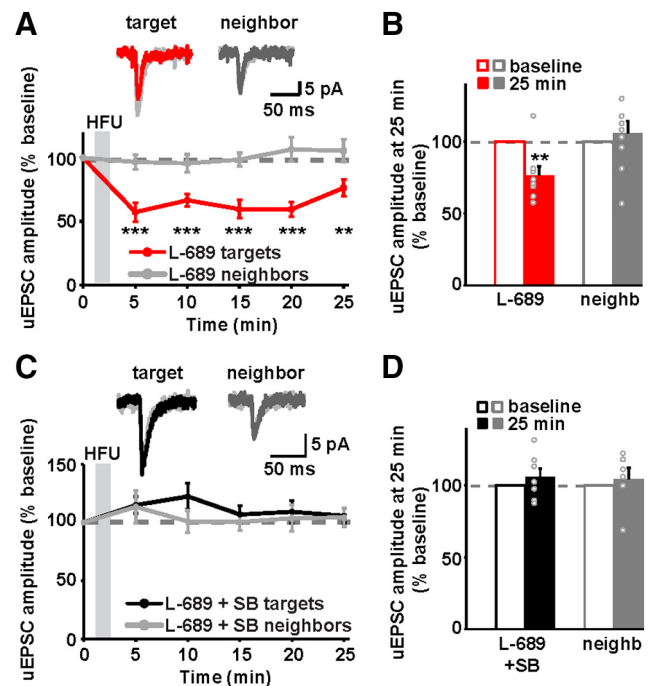 A
target
neighbor
5 pA
50 ms
HFU
uEPSC amplitude (% baseline)
100
50
0
*** *** *** *** **
L-689 targets
L-689 neighbors
0 5 10 15 20 25
Time (min)
B
baseline
25 min
uEPSC amplitude at 25 min
(% baseline)
100
50
0
**
L-689 neighb
C
target
neighbor
5 pA
50 ms
HFU
uEPSC amplitude (% baseline)
150
100
50
0
L-689 + SB targets
L-689 + SB neighbors
0 5 10 15 20 25
Time (min)
D
baseline
25 min
uEPSC amplitude at 25 min
(% baseline)
100
50
0
L-689 neighb
+SB